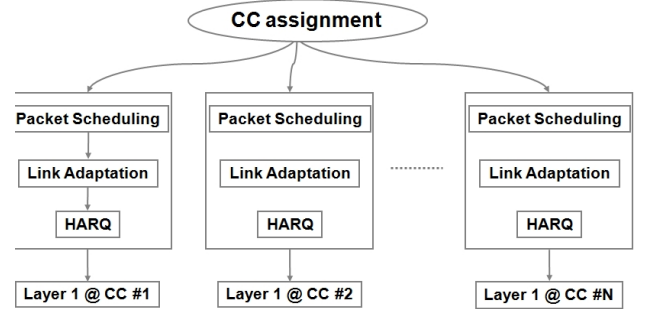 CC assignment
Packet Scheduling
Packet Scheduling
Packet Scheduling
Link Adaptation
Link Adaptation
Link Adaptation
HARQ
HARQ
HARQ
Layer 1 @ CC #1
Layer 1 @ CC #2
Layer 1 @ CC #N